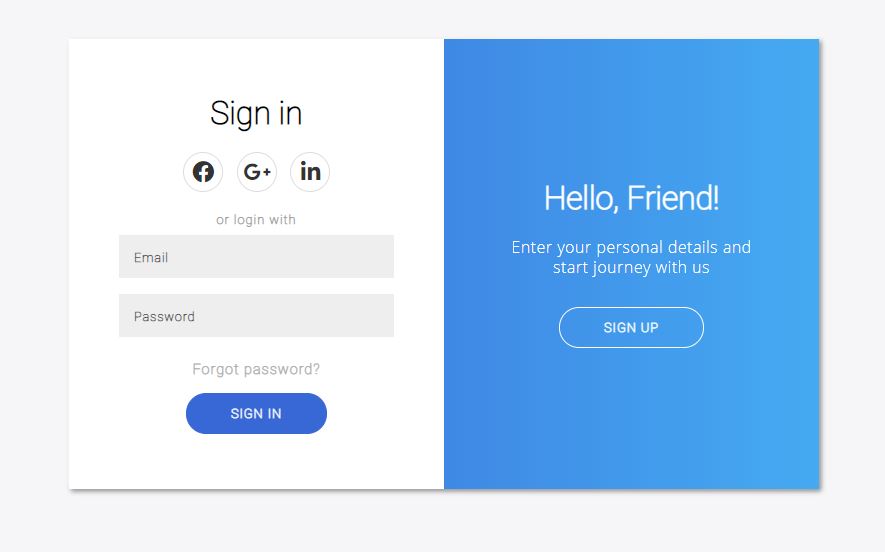 Sign in
G+
in
or login with
Email
Password
Forgot password?
SIGN IN
Hello, Friend!
Enter your personal details and
start journey with us
SIGN UP